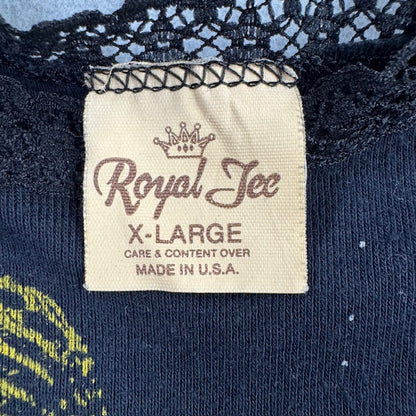 Royal Tee
X-LARGE
CARE & CONTENT OVER
MADE IN U.S.A.